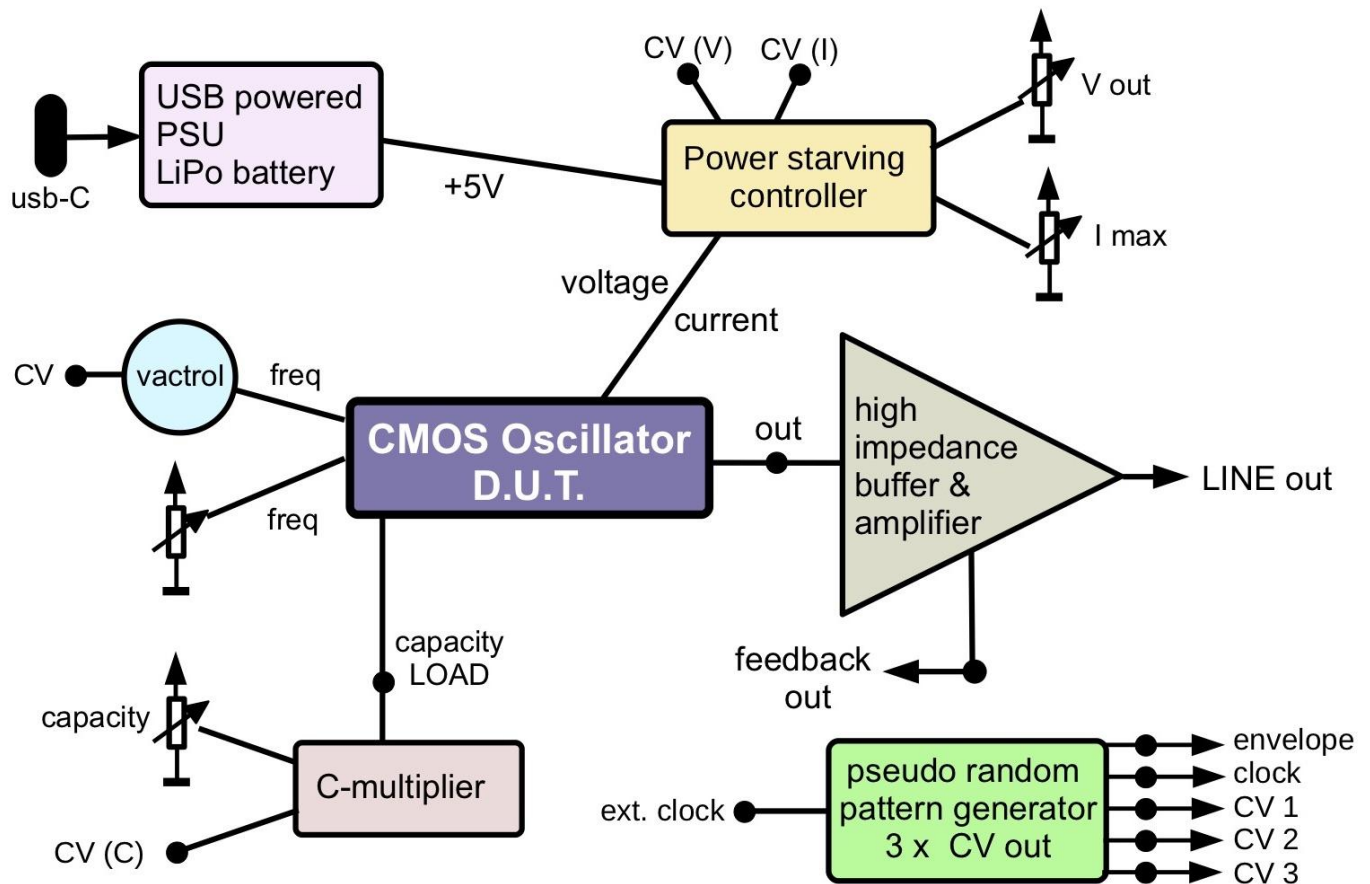 CV (V)
CV (I)
USB powered
PSU
LiPo battery
usb-C
+5V
Power starving
controller
V out
I max
voltage
current
CV
vactrol
freq
CMOS Oscillator
D.U.T.
freq
out
high
impedance
buffer &
amplifier
LINE out
capacity
LOAD
feedback
out
capacity
C-multiplier
CV (C)
ext. clock
pseudo random
pattern generator
3 x CV out
envelope
clock
CV 1
CV 2
CV 3